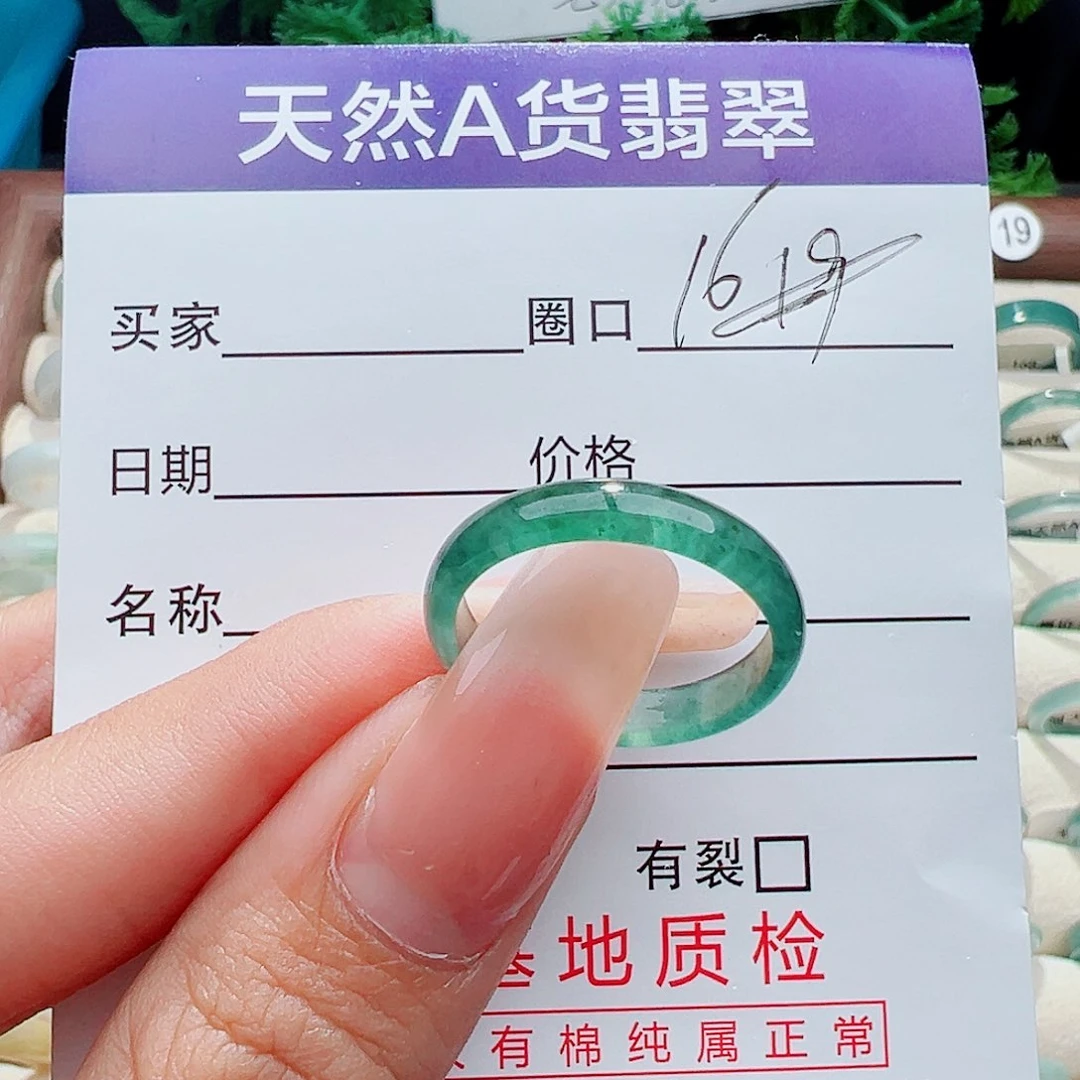 天然A货翡翠
19
买家 圈口 16
日期 价格
名称
有裂□
地质检
有棉纯属正常